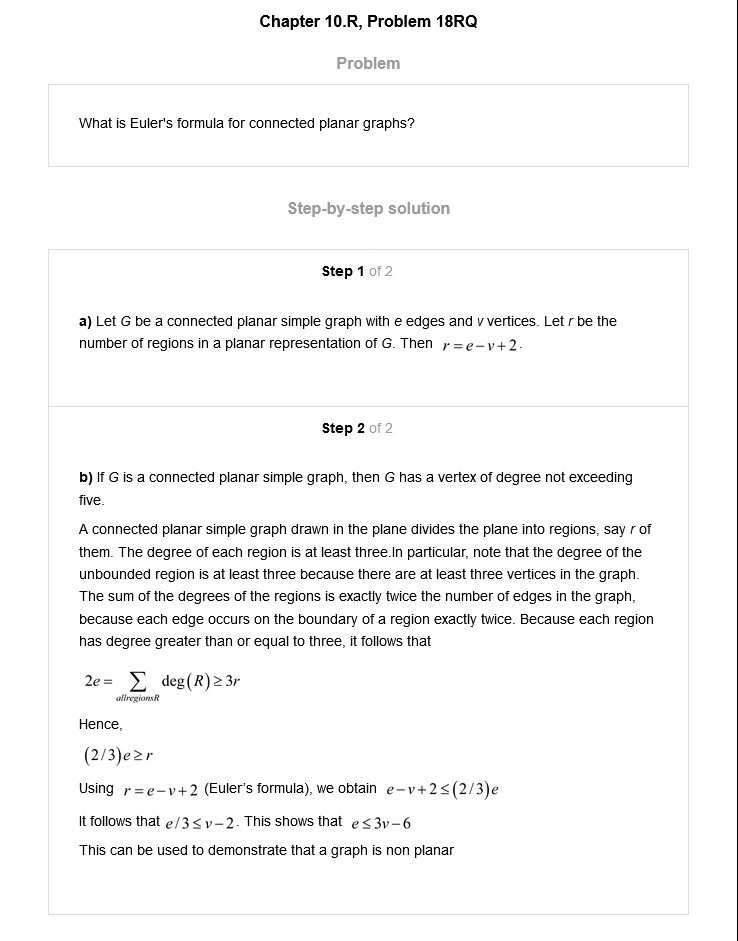 Chapter 10.R, Problem 18RQ
Problem
What is Euler's formula for connected planar graphs?
Step-by-step solution
Step 1 of 2
a) Let G be a connected planar simple graph with e edges and v vertices. Let r be the
number of regions in a planar representation of G. Then r=e−v+2.
Step 2 of 2
b) If G is a connected planar simple graph, then G has a vertex of degree not exceeding
five.
A connected planar simple graph drawn in the plane divides the plane into regions, say r of
them. The degree of each region is at least three.In particular, note that the degree of the
unbounded region is at least three because there are at least three vertices in the graph.
The sum of the degrees of the regions is exactly twice the number of edges in the graph,
because each edge occurs on the boundary of a region exactly twice. Because each region
has degree greater than or equal to three, it follows that
2e = ∑ deg(R) ≥ 3r
allregionsR
Hence,
(2/3)e ≥ r
Using r=e−v+2 (Euler’s formula), we obtain e−v+2≤(2/3)e
It follows that e/3≤v−2. This shows that e≤3v−6
This can be used to demonstrate that a graph is non planar